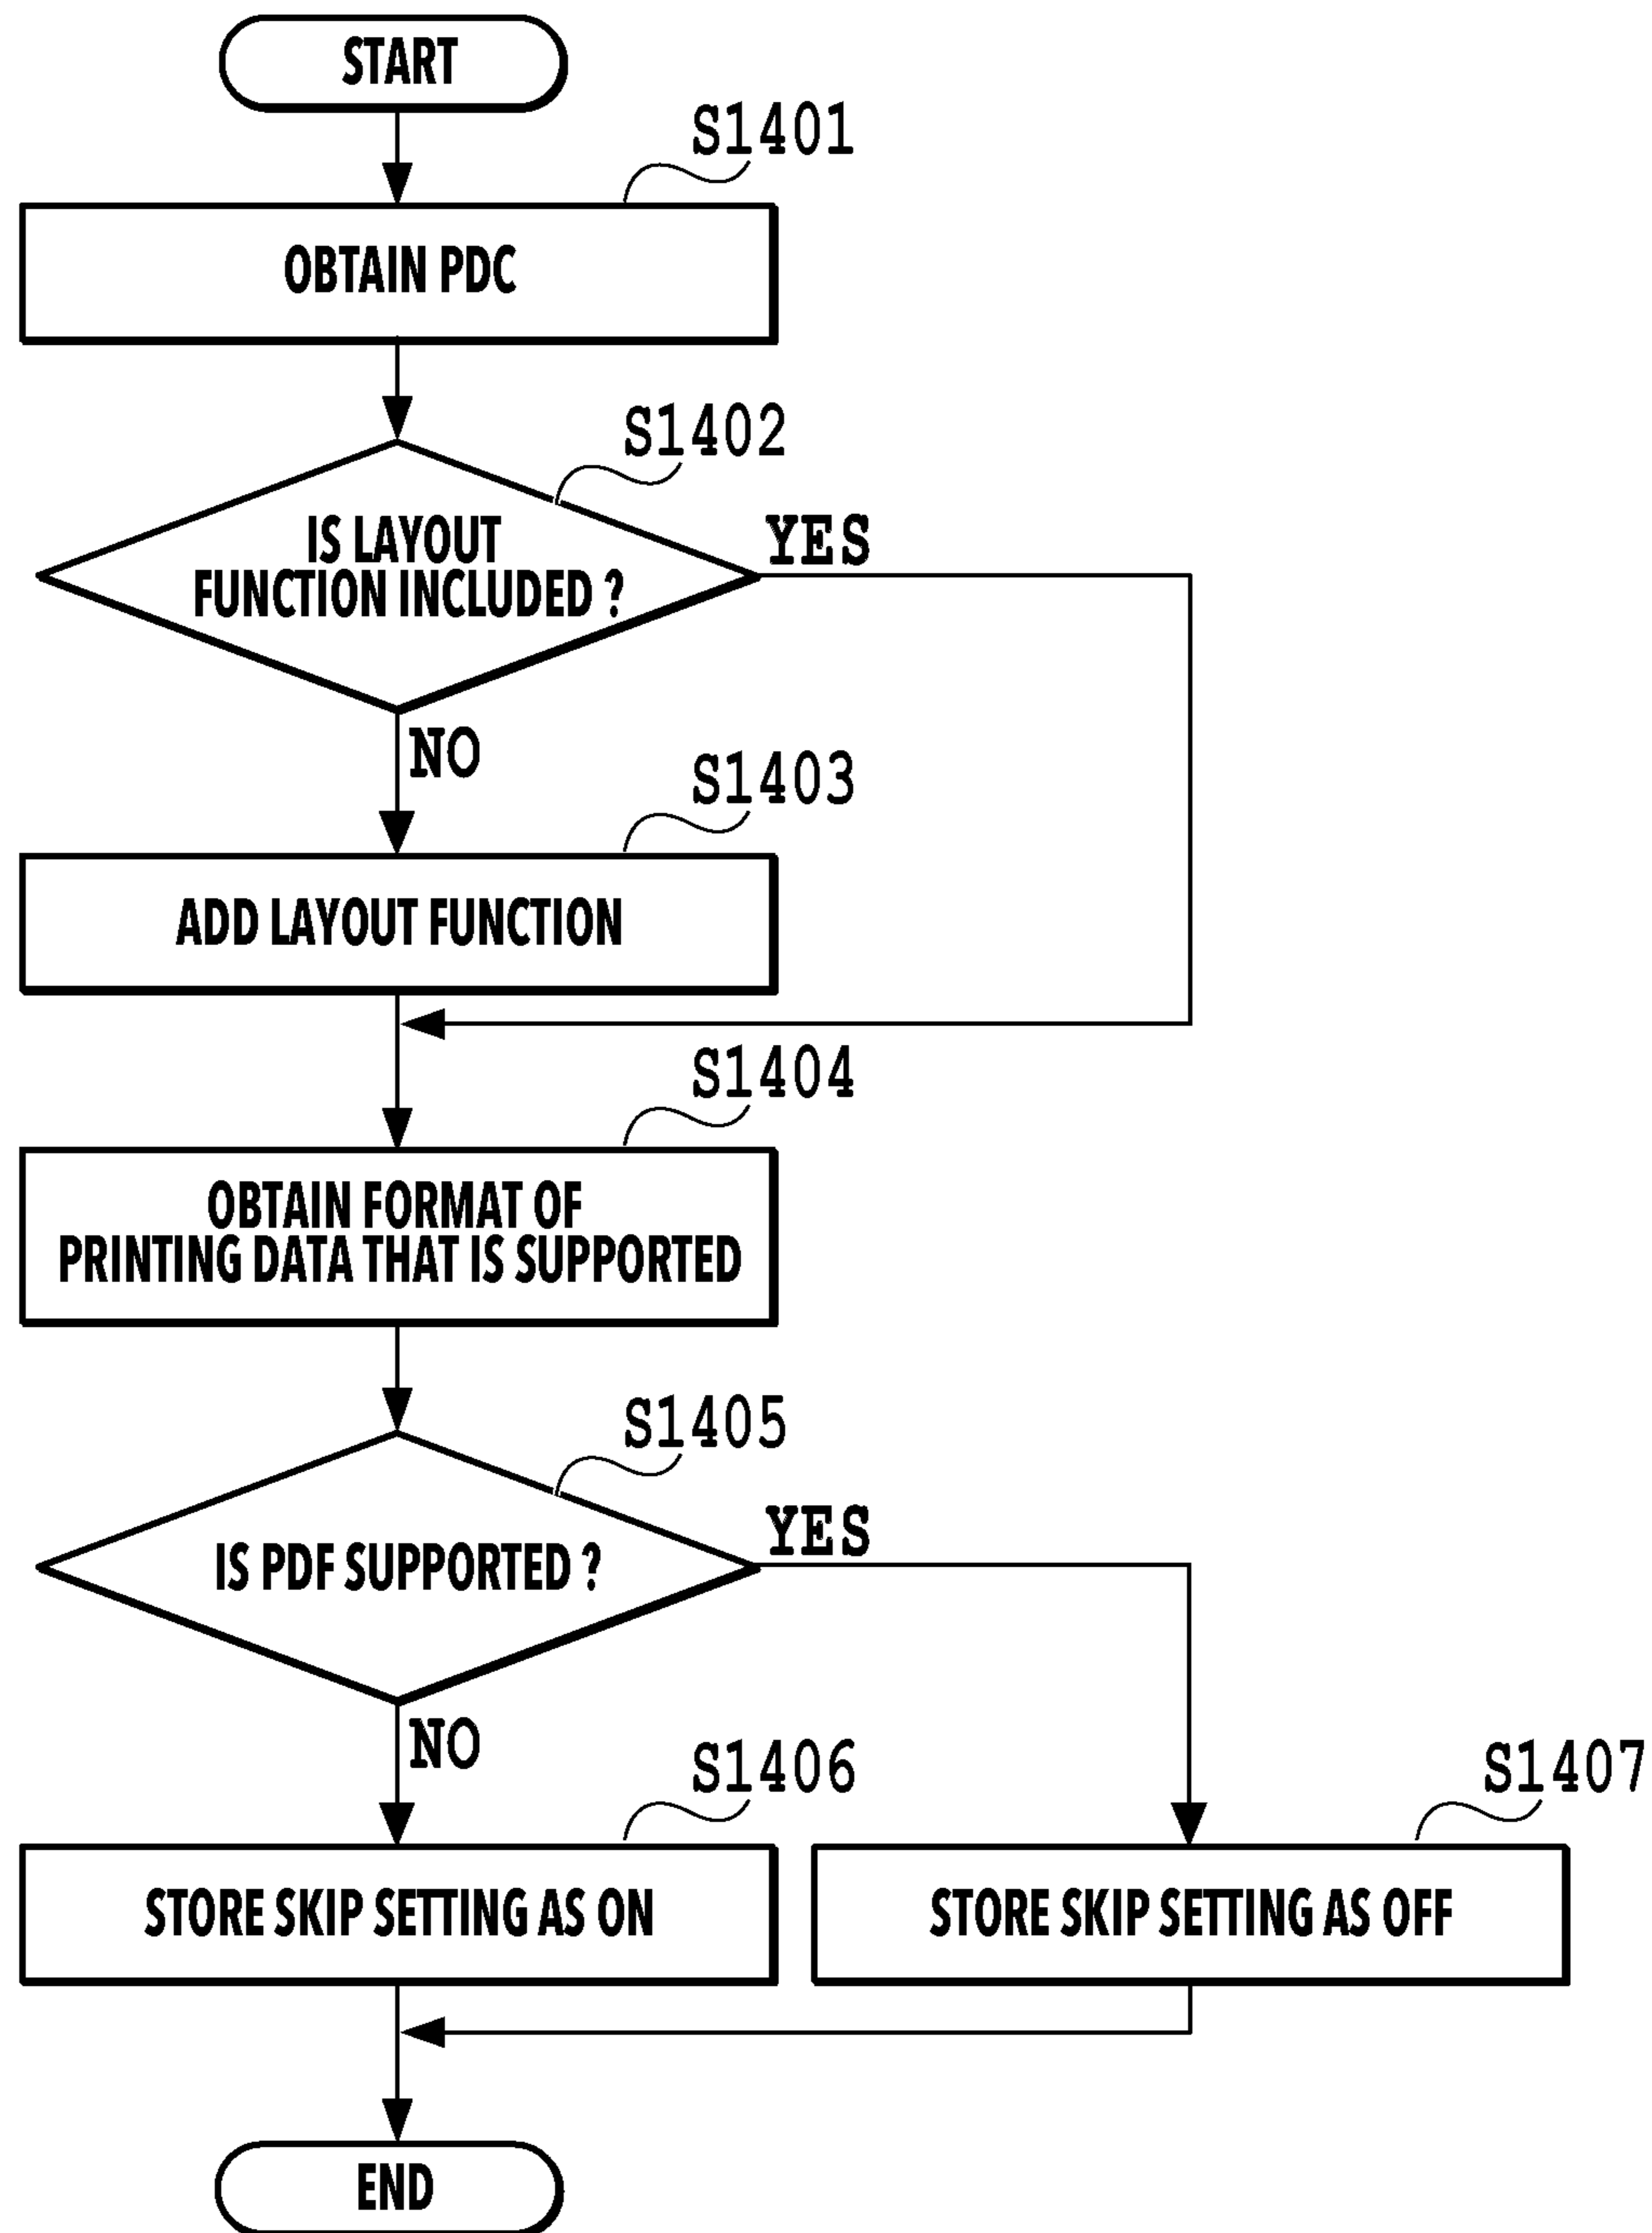 START
S1401
OBTAIN PDC
S1402
IS LAYOUT
FUNCTION INCLUDED ?
YES
NO
S1403
ADD LAYOUT FUNCTION
S1404
OBTAIN FORMAT OF
PRINTING DATA THAT IS SUPPORTED
S1405
IS PDF SUPPORTED ?
YES
NO
S1406
S1407
STORE SKIP SETTING AS ON
STORE SKIP SETTING AS OFF
END